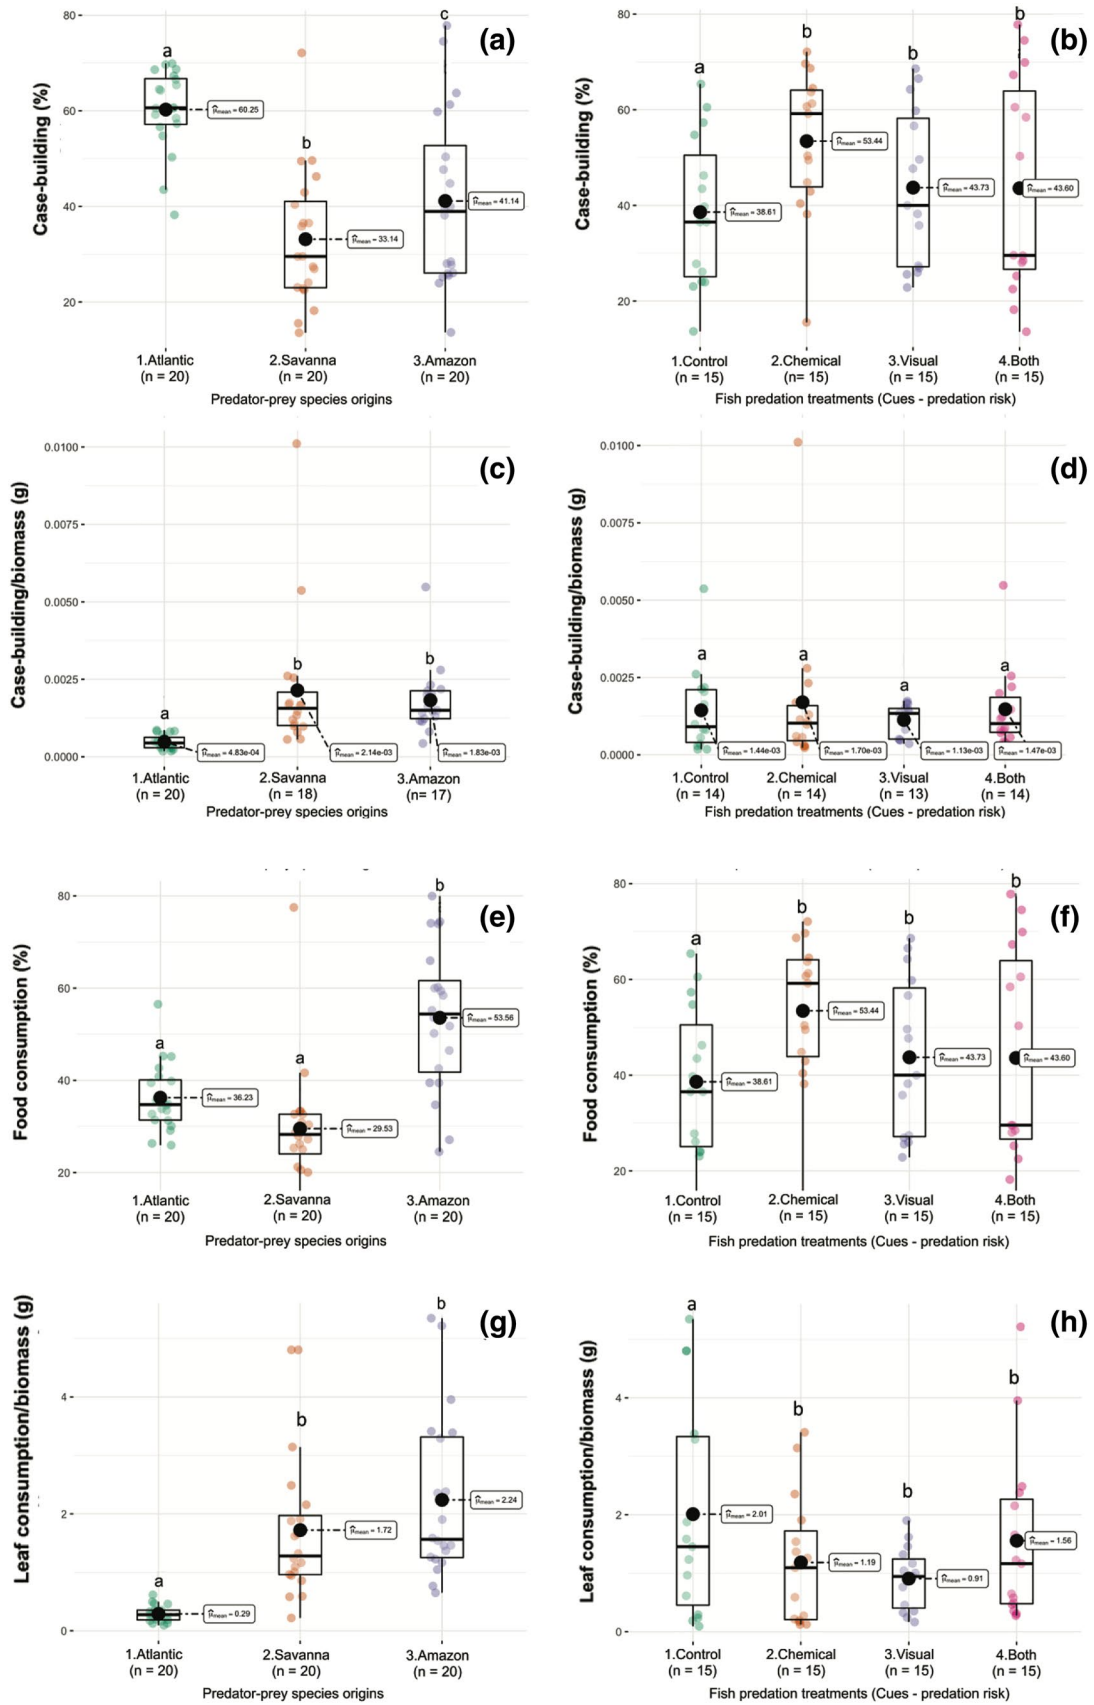 (a)
Case-building (%)
80
60
40
20
a
b
c
μ̂mean = 60.25
μ̂mean = 33.14
μ̂mean = 41.14
1.Atlantic
(n = 20)
2.Savanna
(n = 20)
3.Amazon
(n = 20)
Predator-prey species origins
(b)
Case-building (%)
80
60
40
20
a
b
b
b
μ̂mean = 38.61
μ̂mean = 53.44
μ̂mean = 43.73
μ̂mean = 43.60
1.Control
(n = 15)
2.Chemical
(n= 15)
3.Visual
(n = 15)
4.Both
(n = 15)
Fish predation treatments (Cues - predation risk)
(c)
Case-building/biomass (g)
0.0100
0.0075
0.0050
0.0025
0.0000
a
b
b
μ̂mean = 4.83e-04
μ̂mean = 2.14e-03
μ̂mean = 1.83e-03
1.Atlantic
(n = 20)
2.Savanna
(n = 18)
3.Amazon
(n= 17)
Predator-prey species origins
(d)
Case-building/biomass (g)
0.0100
0.0075
0.0050
0.0025
0.0000
a
a
a
a
μ̂mean = 1.44e-03
μ̂mean = 1.70e-03
μ̂mean = 1.13e-03
μ̂mean = 1.47e-03
1.Control
(n = 14)
2.Chemical
(n = 14)
3.Visual
(n = 13)
4.Both
(n = 14)
Fish predation treatments (Cues - predation risk)
(e)
Food consumption (%)
80
60
40
20
a
a
b
μ̂mean = 36.23
μ̂mean = 29.53
μ̂mean = 53.56
1.Atlantic
(n = 20)
2.Savanna
(n = 20)
3.Amazon
(n = 20)
Predator-prey species origins
(f)
Food consumption (%)
80
60
40
20
a
b
b
b
μ̂mean = 38.61
μ̂mean = 53.44
μ̂mean = 43.73
μ̂mean = 43.60
1.Control
(n = 15)
2.Chemical
(n = 15)
3.Visual
(n = 15)
4.Both
(n = 15)
Fish predation treatments (Cues - predation risk)
(g)
Leaf consumption/biomass (g)
4
2
0
a
b
b
μ̂mean = 0.29
μ̂mean = 1.72
μ̂mean = 2.24
1.Atlantic
(n = 20)
2.Savanna
(n = 20)
3.Amazon
(n = 20)
Predator-prey species origins
(h)
Leaf consumption/biomass (g)
4
2
0
a
b
b
b
μ̂mean = 2.01
μ̂mean = 1.19
μ̂mean = 0.91
μ̂mean = 1.56
1.Control
(n = 15)
2.Chemical
(n = 15)
3.Visual
(n = 15)
4.Both
(n = 15)
Fish predation treatments (Cues - predation risk)